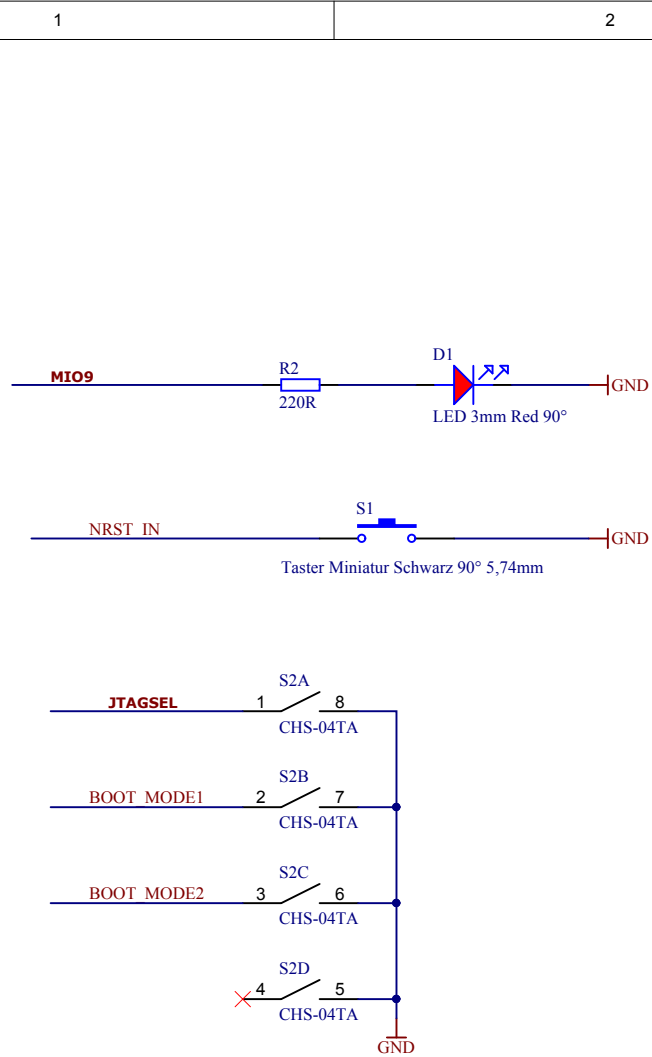 1 2
D1
MIO9 R2
GND
220R
LED 3mm Red 90°
S1
NRST_IN
GND
Taster Miniatur Schwarz 90° 5,74mm
S2A
JTAGSEL 1 8
CHS-04TA
S2B
BOOT_MODE1 2 7
CHS-04TA
S2C
BOOT_MODE2 3 6
CHS-04TA
S2D
4 5
CHS-04TA
GND